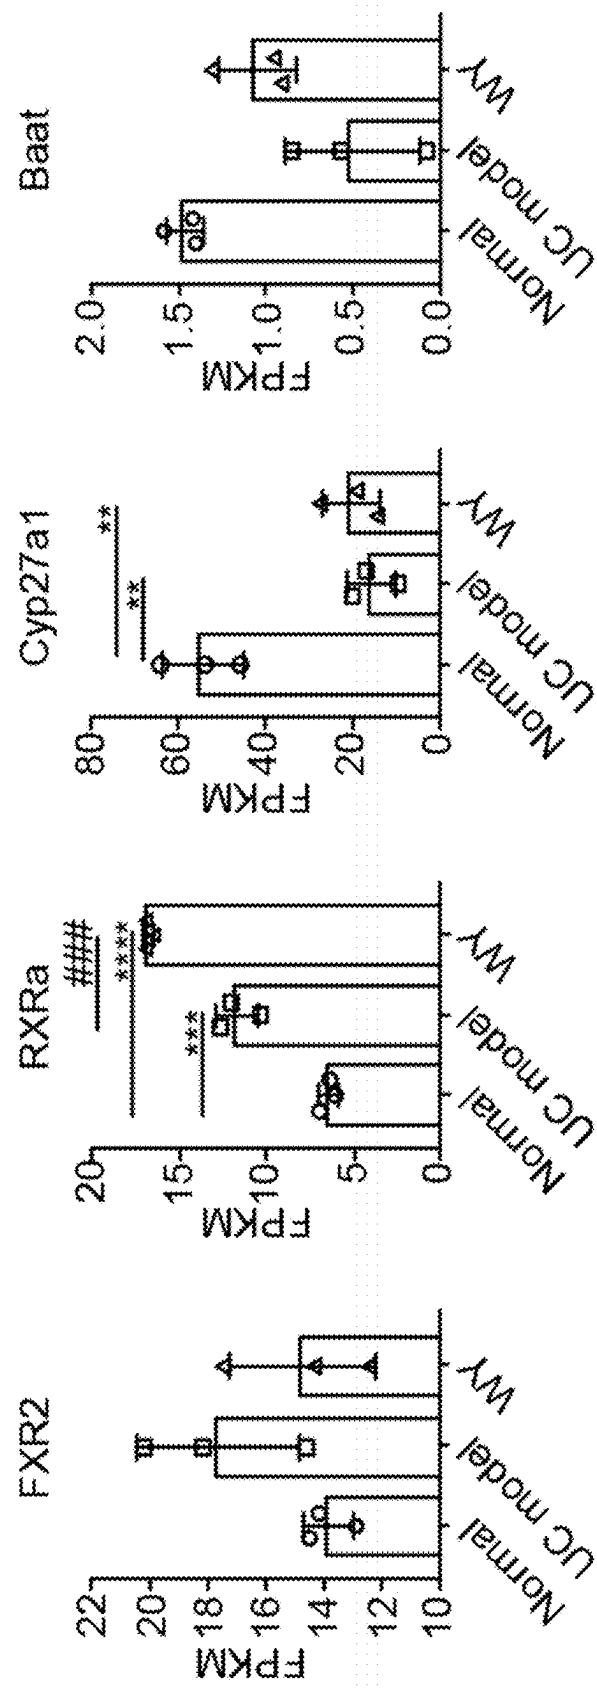 FXR2
FPKM
22
20
18
16
14
12
10
Normal
UC model
WY
RXRa
###
****
***
FPKM
20
15
10
5
0
Normal
UC model
WY
Cyp27a1
**
**
FPKM
80
60
40
20
0
Normal
UC model
WY
Baat
FPKM
2.0
1.5
1.0
0.5
0.0
Normal
UC model
WY